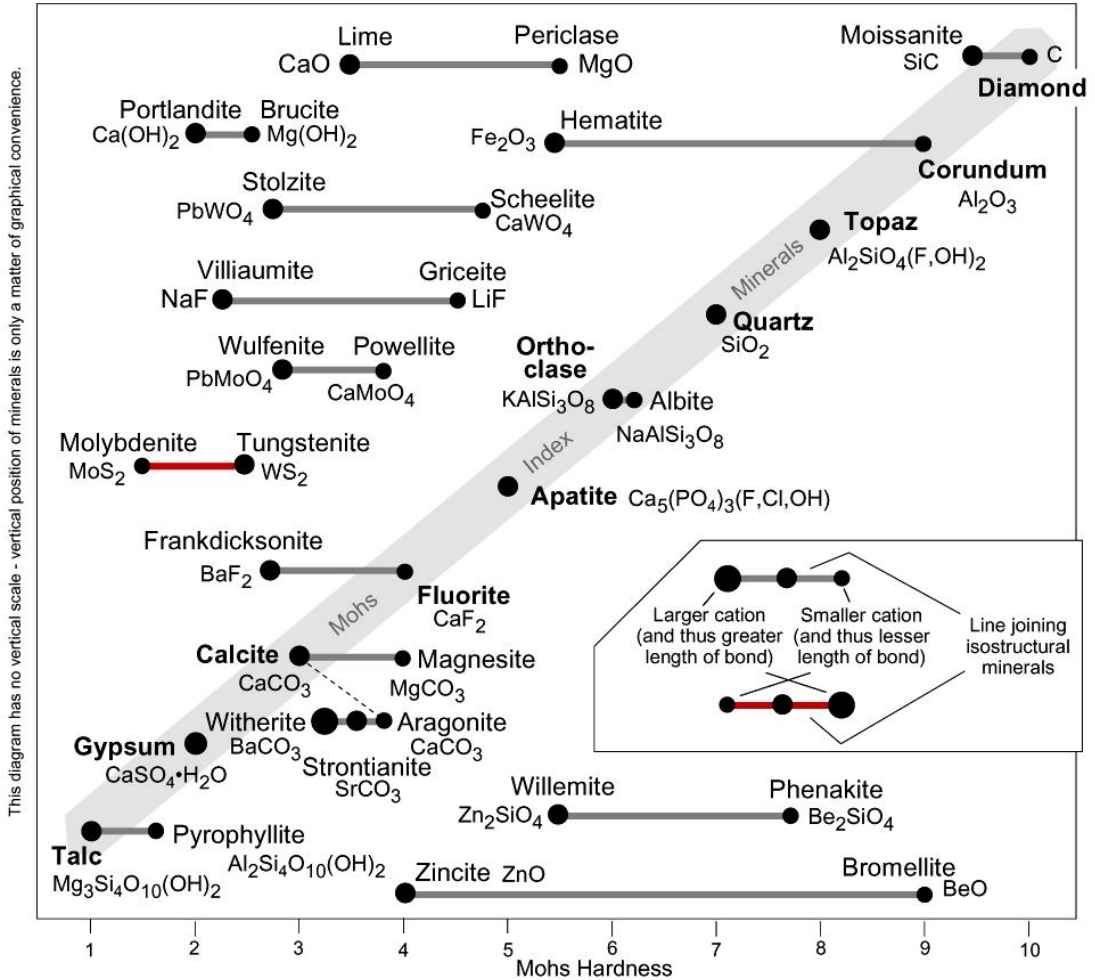 This diagram has no vertical scale - vertical position of minerals is only a matter of graphical convenience.
Lime
CaO
Periclase
MgO
Moissanite
SiC
C
Diamond
Portlandite
Ca(OH)2
Brucite
Mg(OH)2
Hematite
Fe2O3
Corundum
Al2O3
Stolzite
PbWO4
Scheelite
CaWO4
Topaz
Al2SiO4(F,OH)2
Villiaumite
NaF
Griceite
LiF
Minerals
Quartz
SiO2
Wulfenite
PbMoO4
Powellite
CaMoO4
Ortho-
clase
KAlSi3O8
Albite
NaAlSi3O8
Molybdenite
MoS2
Tungstenite
WS2
Index
Apatite Ca5(PO4)3(F,Cl,OH)
Frankdicksonite
BaF2
Fluorite
CaF2
Mohs
Larger cation
(and thus greater
length of bond)
Smaller cation
(and thus lesser
length of bond)
Line joining
isostructural
minerals
Calcite
CaCO3
Magnesite
MgCO3
Witherite
BaCO3
Aragonite
CaCO3
Strontianite
SrCO3
Gypsum
CaSO4•H2O
Willemite
Zn2SiO4
Phenakite
Be2SiO4
Talc
Mg3Si4O10(OH)2
Pyrophyllite
Al2Si4O10(OH)2
Zincite ZnO
Bromellite
BeO
1 2 3 4 5 6 7 8 9 10
Mohs Hardness